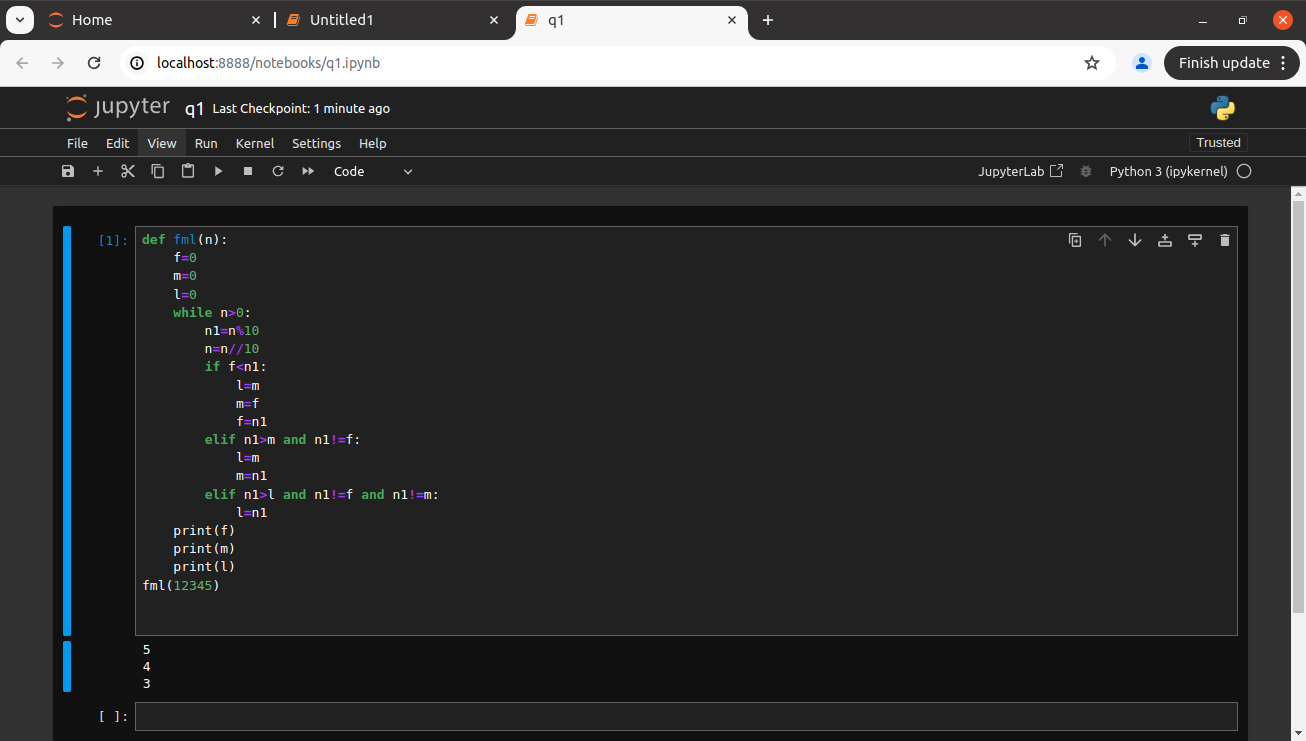 Home
Untitled1
q1
localhost:8888/notebooks/q1.ipynb
Finish update
jupyter q1 Last Checkpoint: 1 minute ago
File Edit View Run Kernel Settings Help
Trusted
Code
JupyterLab
Python 3 (ipykernel)
[1]: def fml(n):
    f=0
    m=0
    l=0
    while n>0:
        n1=n%10
        n=n//10
        if f<n1:
            l=m
            m=f
            f=n1
        elif n1>m and n1!=f:
            l=m
            m=n1
        elif n1>l and n1!=f and n1!=m:
            l=n1
    print(f)
    print(m)
    print(l)
fml(12345)
5
4
3
[ ]: